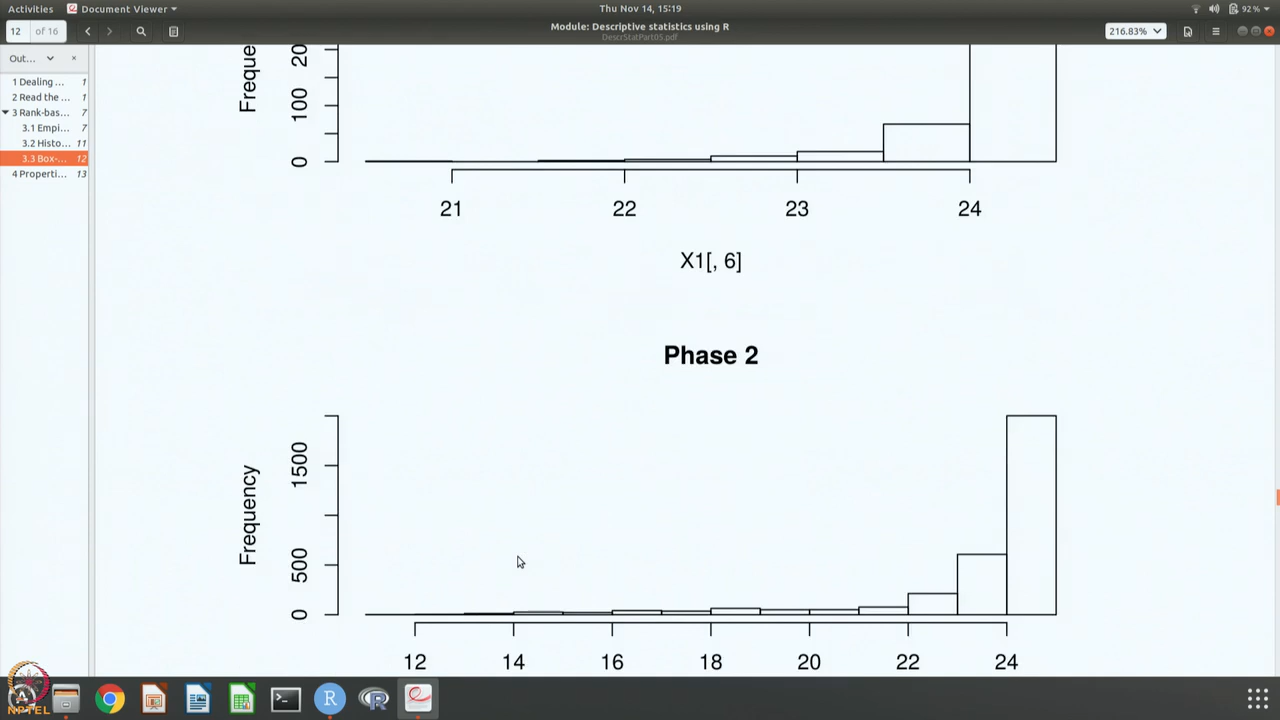 Activities
Document Viewer
Thu Nov 14, 15:19
92 %
12
of 16
Module: Descriptive statistics using R
DescrStatPart05.pdf
216.83%
Out...
1 Dealing ... 1
2 Read the ... 1
3 Rank-bas... 7
3.1 Empi... 7
3.2 Histo... 11
3.3 Box-... 12
4 Properti... 13
Freque
20
100
0
21 22 23 24
X1[, 6]
Phase 2
Frequency
1500
500
0
12 14 16 18 20 22 24
NPTEL